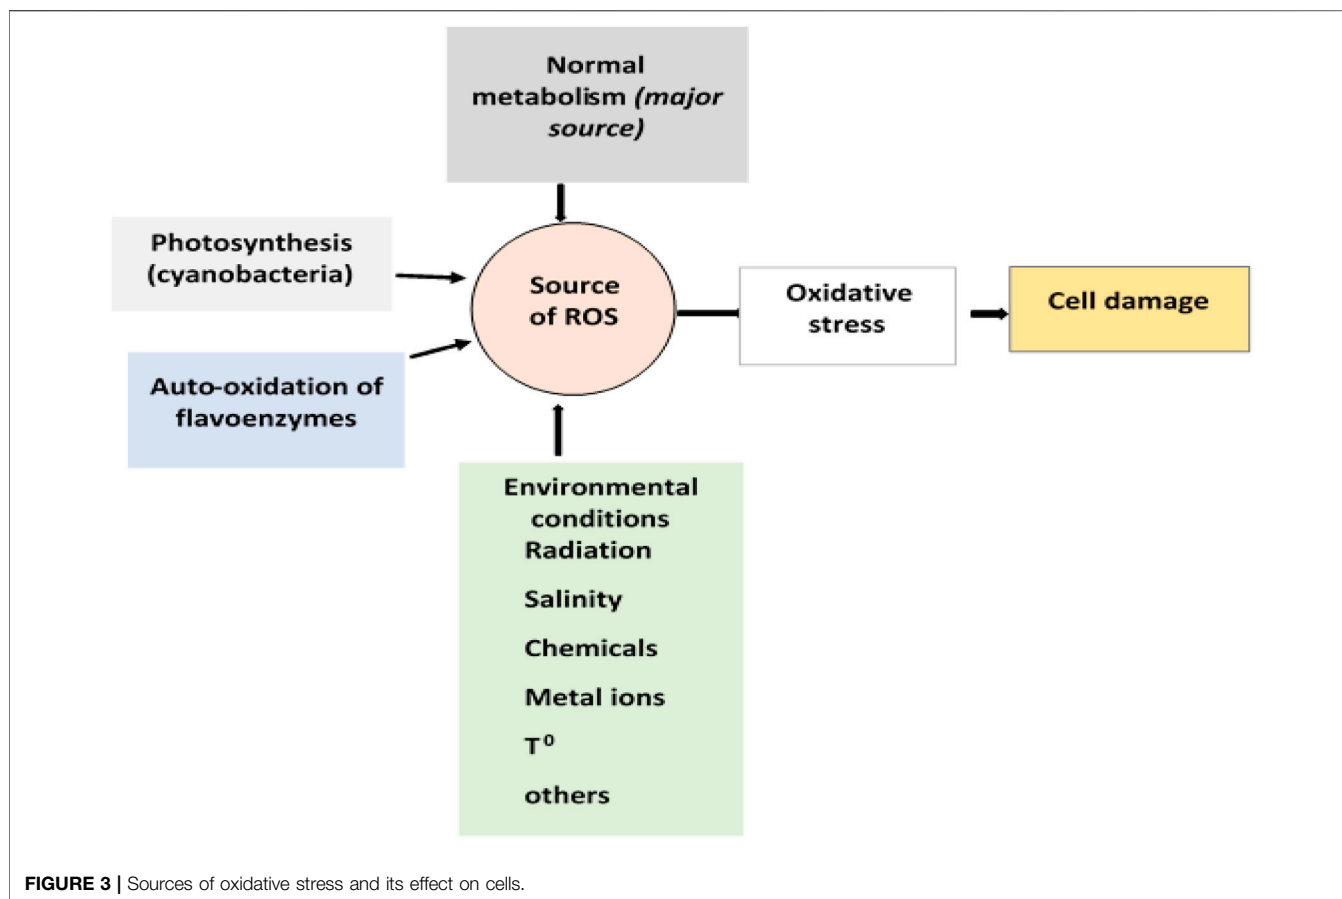 Normal
metabolism (major
source)
Photosynthesis
(cyanobacteria)
Source
of ROS
Oxidative
stress
Cell damage
Auto-oxidation of
flavoenzymes
Environmental
conditions
Radiation
Salinity
Chemicals
Metal ions
T⁰
others
FIGURE 3 | Sources of oxidative stress and its effect on cells.